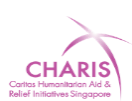 CHARIS
Caritas Humanitarian Aid &
Relief Initiatives Singapore